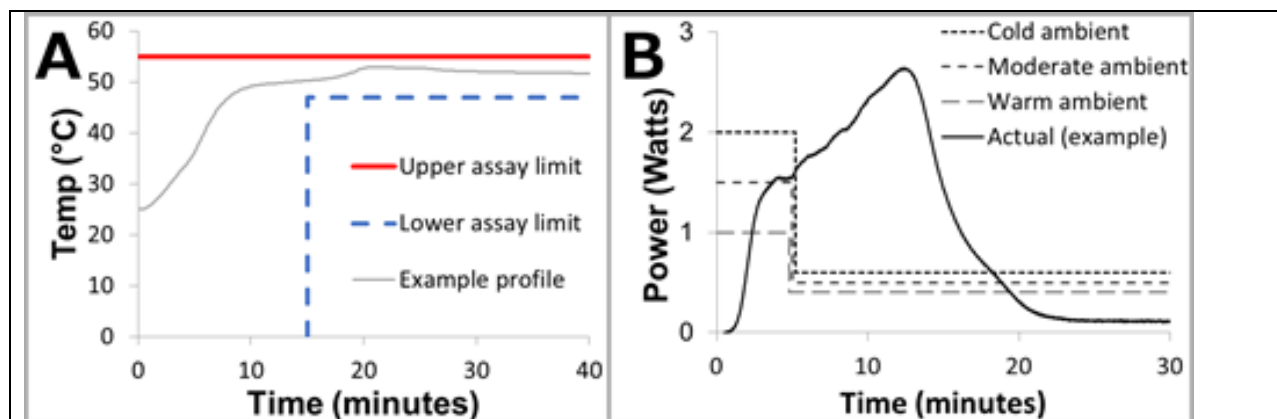 A
Temp (°C)
60
50
40
30
20
10
0
Upper assay limit
Lower assay limit
Example profile
0 10 20 30 40
Time (minutes)
B
Power (Watts)
3
2
1
0
Cold ambient
Moderate ambient
Warm ambient
Actual (example)
0 10 20 30
Time (minutes)